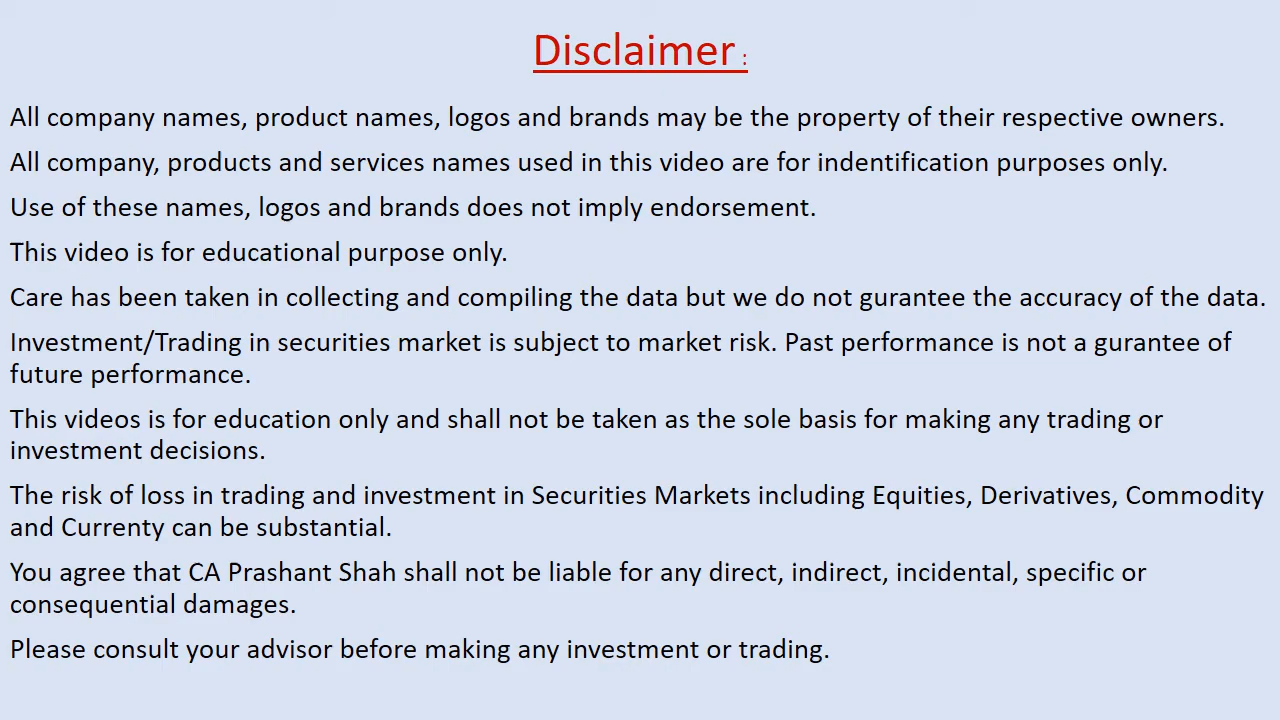 Disclaimer :
All company names, product names, logos and brands may be the property of their respective owners.
All company, products and services names used in this video are for indentification purposes only.
Use of these names, logos and brands does not imply endorsement.
This video is for educational purpose only.
Care has been taken in collecting and compiling the data but we do not gurantee the accuracy of the data.
Investment/Trading in securities market is subject to market risk. Past performance is not a gurantee of
future performance.
This videos is for education only and shall not be taken as the sole basis for making any trading or
investment decisions.
The risk of loss in trading and investment in Securities Markets including Equities, Derivatives, Commodity
and Currenty can be substantial.
You agree that CA Prashant Shah shall not be liable for any direct, indirect, incidental, specific or
consequential damages.
Please consult your advisor before making any investment or trading.